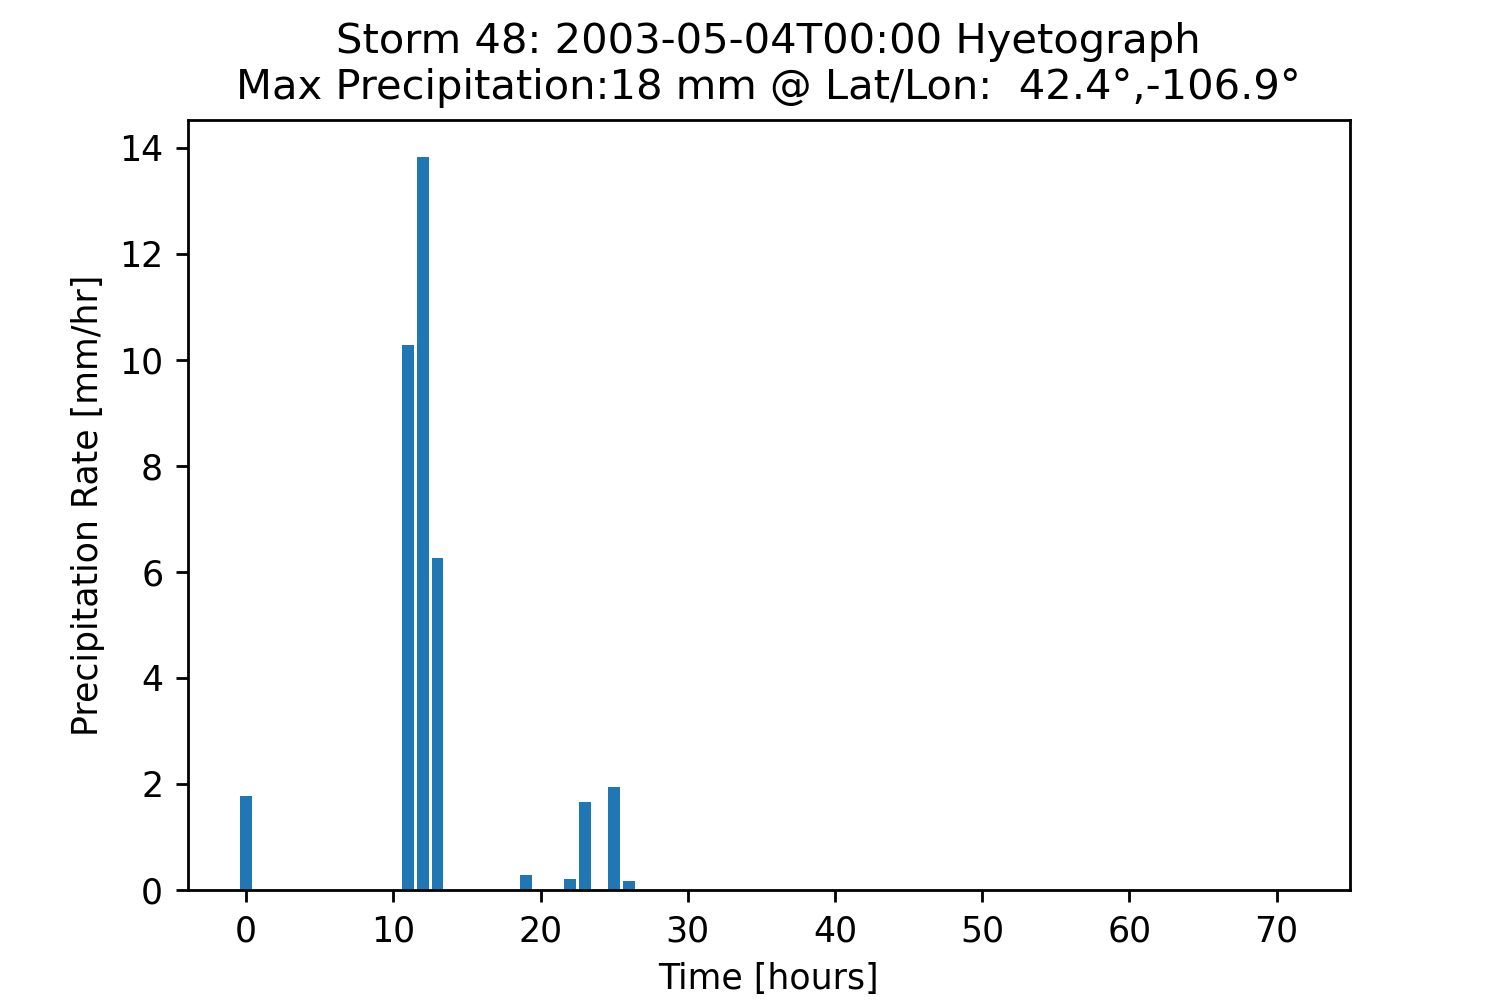 Storm 48: 2003-05-04T00:00 Hyetograph
Max Precipitation:18 mm @ Lat/Lon:  42.4°,-106.9°
Precipitation Rate [mm/hr]
14
12
10
8
6
4
2
0
0 10 20 30 40 50 60 70
Time [hours]